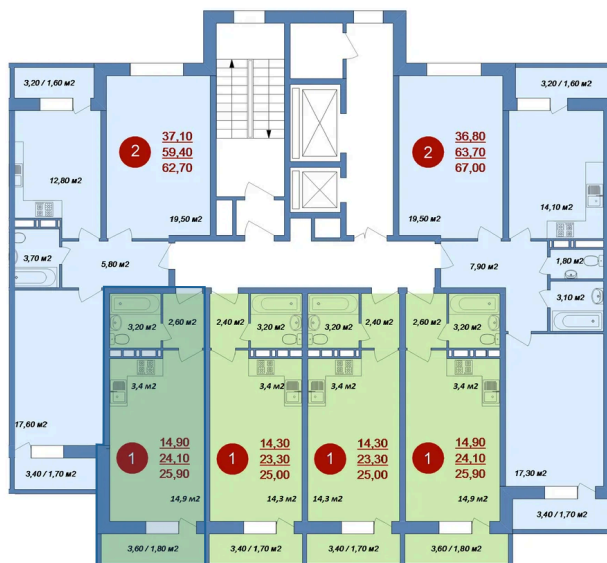 3,20 / 1,60 м2
3,20 / 1,60 м2
2
37,10
59,40
62,70
2
36,80
63,70
67,00
12,80 м2
14,10 м2
19,50 м2
19,50 м2
3,70 м2
5,80 м2
7,90 м2
1,80 м2
3,10 м2
3,20 м2
2,60 м2
2,40 м2
3,20 м2
3,20 м2
2,40 м2
2,60 м2
3,20 м2
3,4 м2
3,4 м2
3,4 м2
3,4 м2
17,60 м2
1
14,90
24,10
25,90
1
14,30
23,30
25,00
1
14,30
23,30
25,00
1
14,90
24,10
25,90
3,40 / 1,70 м2
17,30 м2
14,9 м2
14,3 м2
14,3 м2
14,9 м2
3,40 / 1,70 м2
3,60 / 1,80 м2
3,40 / 1,70 м2
3,40 / 1,70 м2
3,60 / 1,80 м2